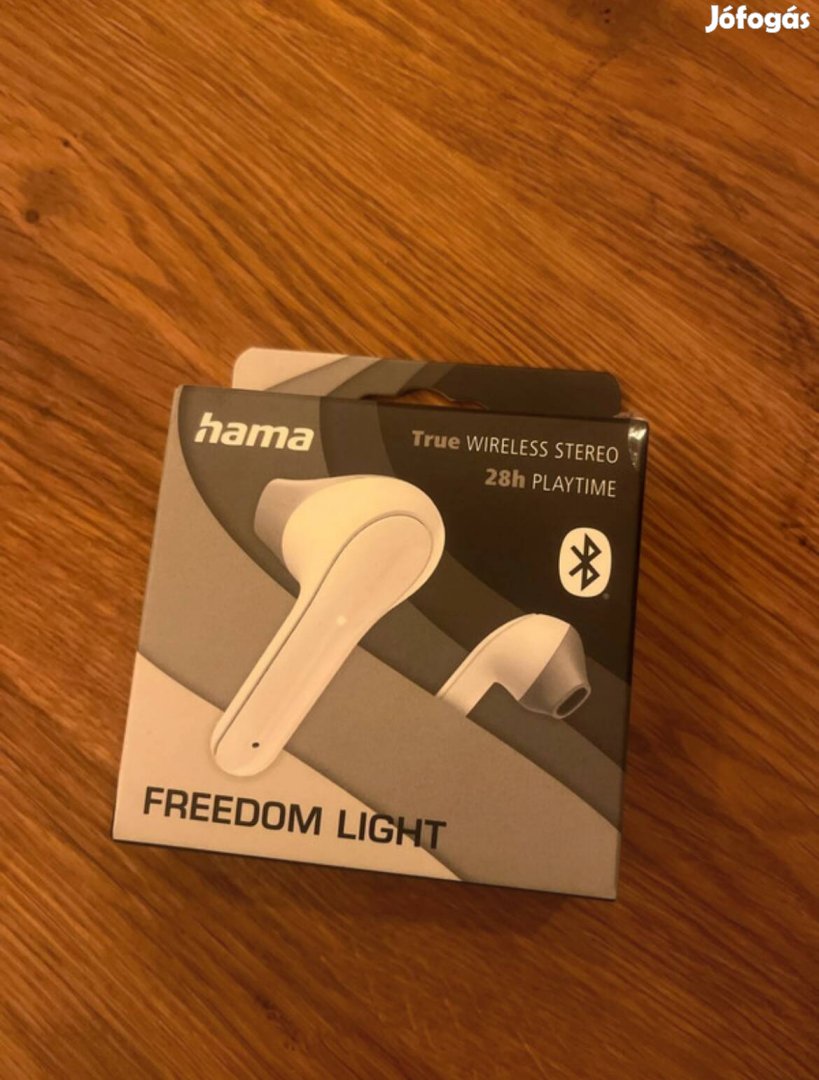 Jófogás
hama
True WIRELESS STEREO
28h PLAYTIME
FREEDOM LIGHT